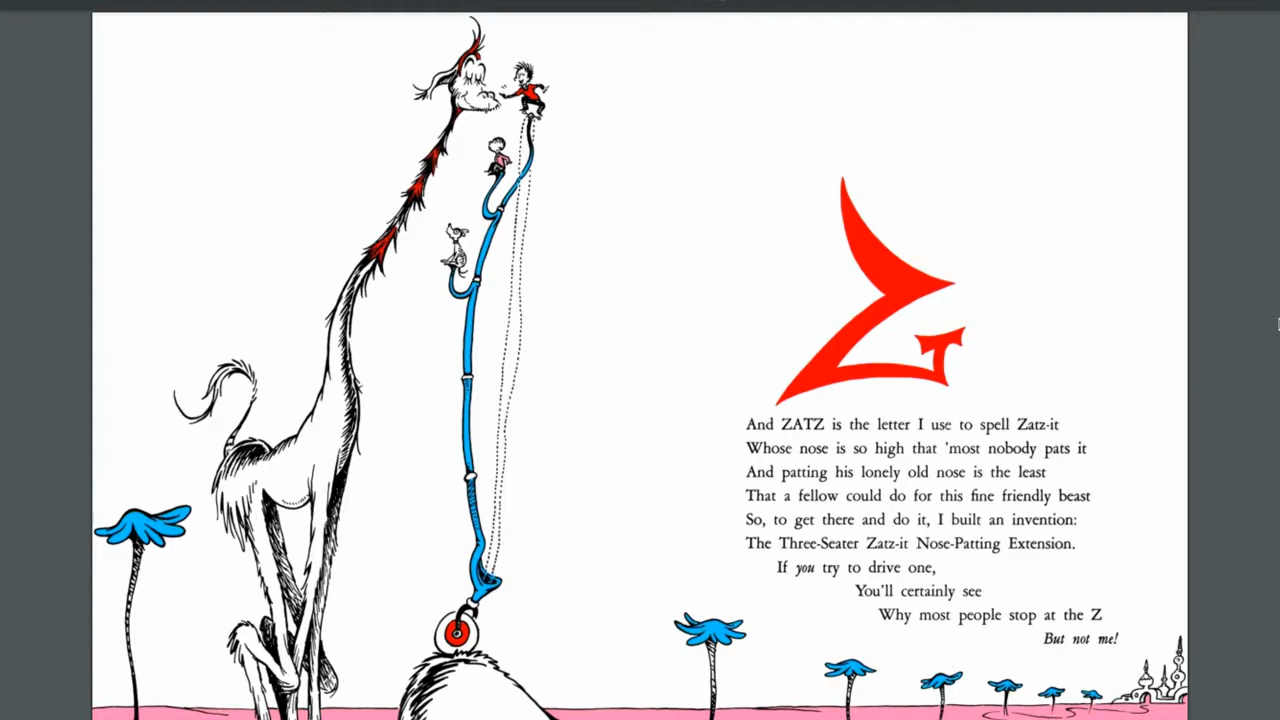 And ZATZ is the letter I use to spell Zatz-it
Whose nose is so high that 'most nobody pats it
And patting his lonely old nose is the least
That a fellow could do for this fine friendly beast
So, to get there and do it, I built an invention:
The Three-Seater Zatz-it Nose-Patting Extension.
If you try to drive one,
You'll certainly see
Why most people stop at the Z
But not me!